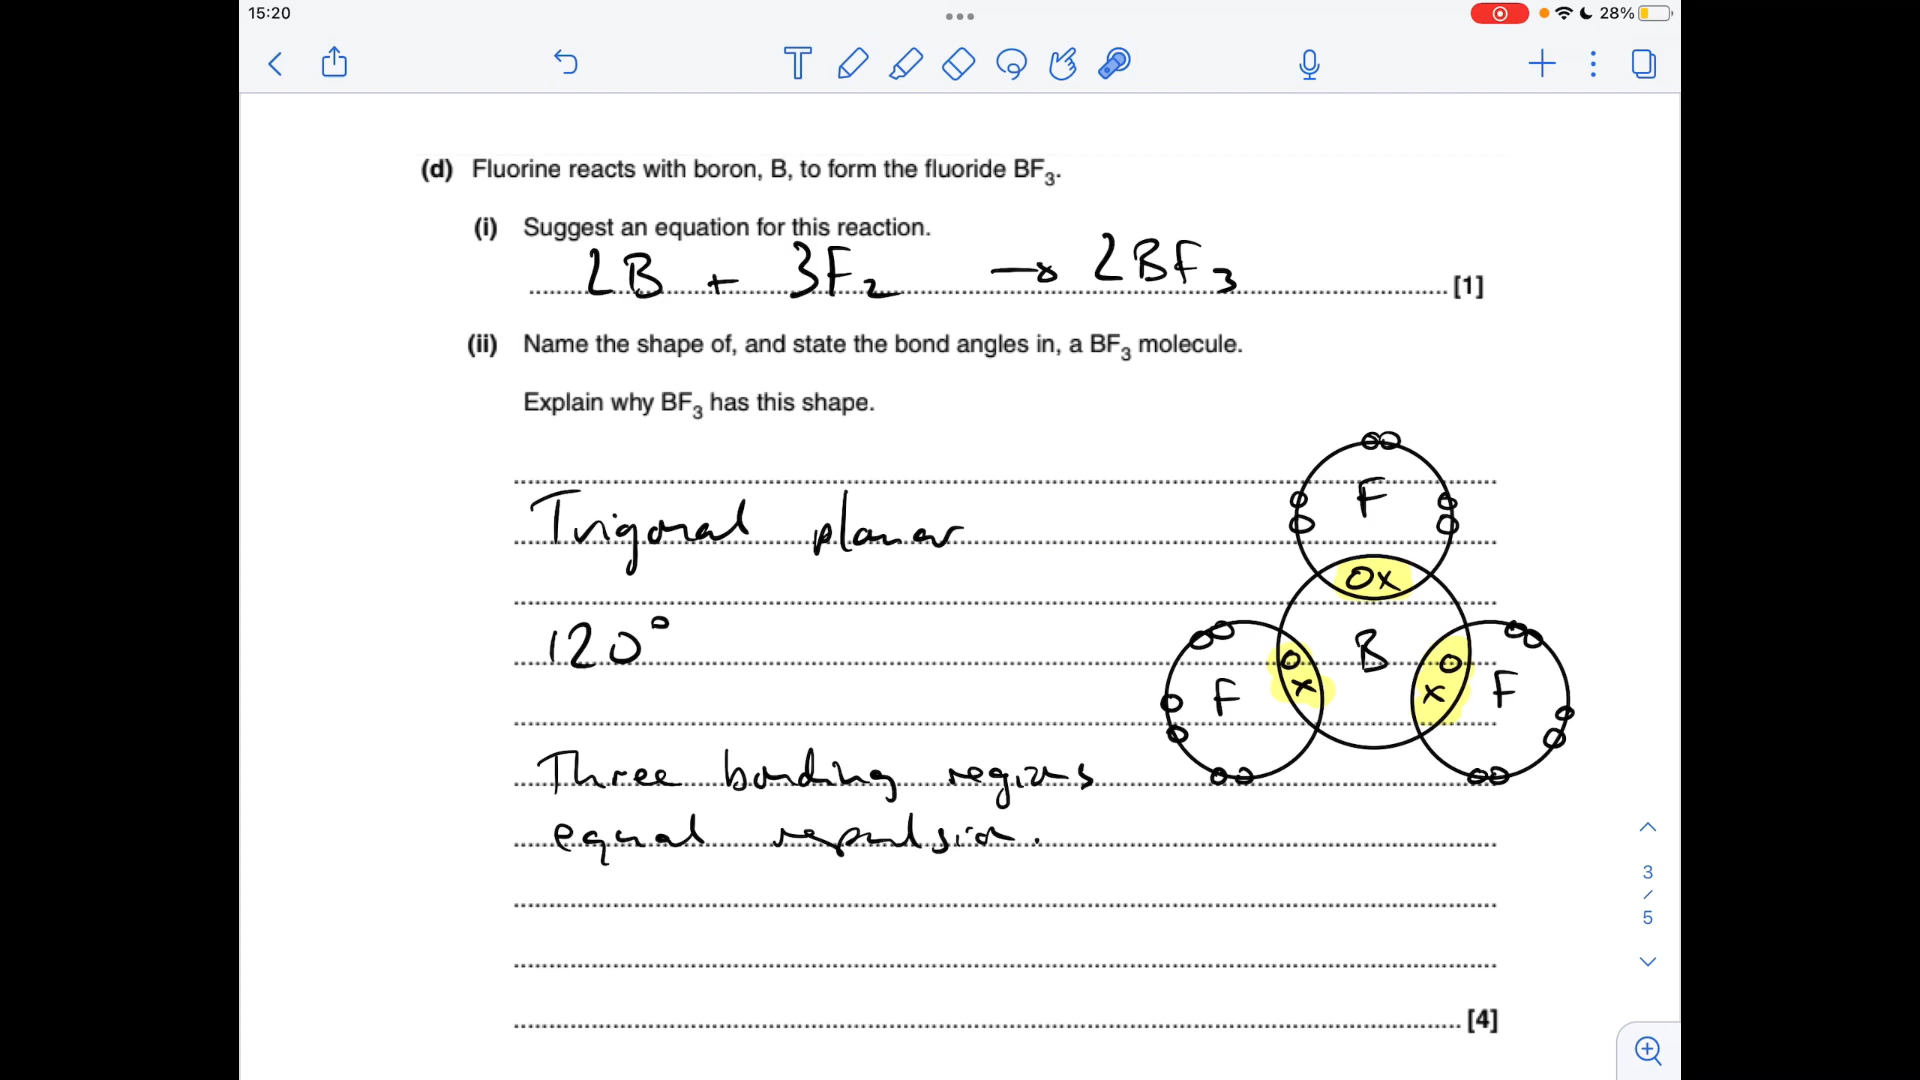 15:20
28%
(d) Fluorine reacts with boron, B, to form the fluoride BF₃.
(i) Suggest an equation for this reaction.
2B + 3F₂ → 2BF₃
[1]
(ii) Name the shape of, and state the bond angles in, a BF₃ molecule.
Explain why BF₃ has this shape.
Trigonal planar
120°
Three bonding regions
equal repulsion.
F
ox
B
F
o
x
o
x
F
3
/
5
[4]